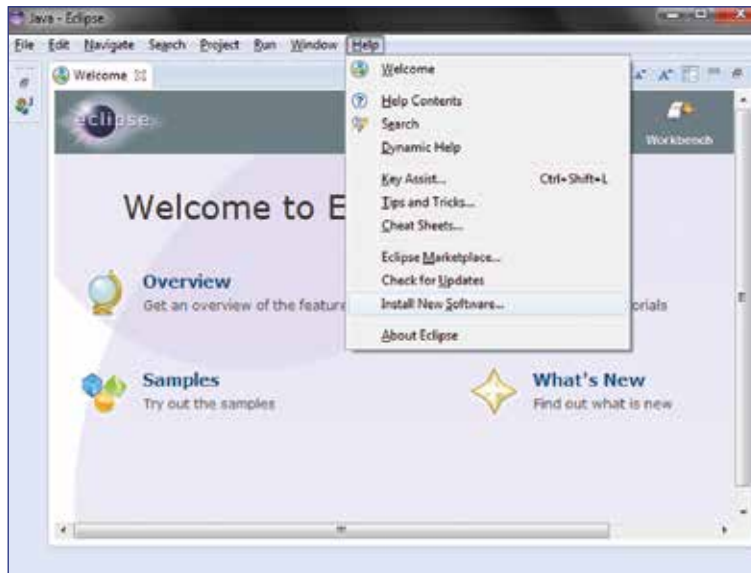 Java - Eclipse
File Edit Navigate Search Project Run Window Help
Welcome
eclipse
Welcome to E
Overview
Get an overview of the feature
Samples
Try out the samples
Welcome
Help Contents
Search
Dynamic Help
Key Assist... Ctrl+Shift+L
Tips and Tricks...
Cheat Sheets...
Eclipse Marketplace...
Check for Updates
Install New Software...
About Eclipse
Workbench
orials
What's New
Find out what is new